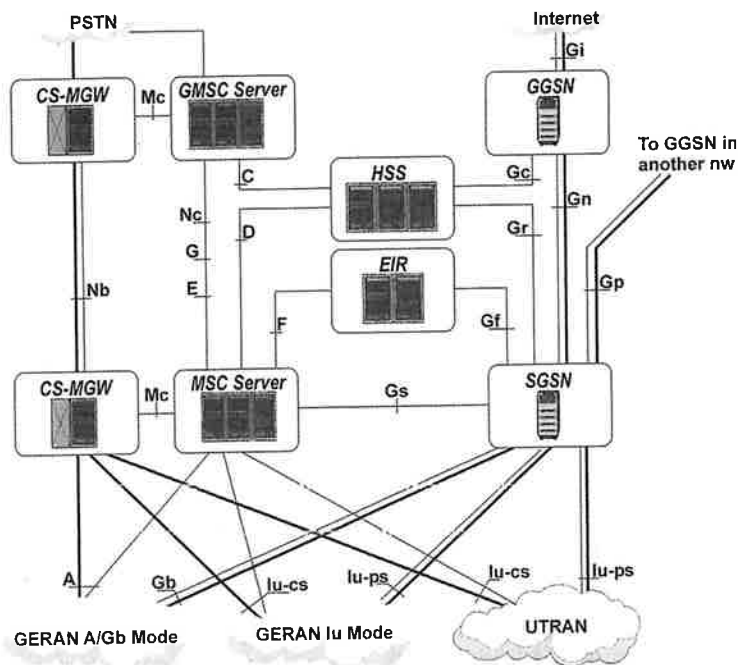 PSTN
Internet
Gi
CS-MGW
Mc
GMSC Server
GGSN
To GGSN in
another nw
C
HSS
Gc
Gn
Nc
D
Gr
G
EIR
Nb
E
Gp
F
Gf
CS-MGW
Mc
MSC Server
Gs
SGSN
A
Gb
Iu-cs
Iu-ps
Iu-cs
Iu-ps
GERAN A/Gb Mode
GERAN Iu Mode
UTRAN